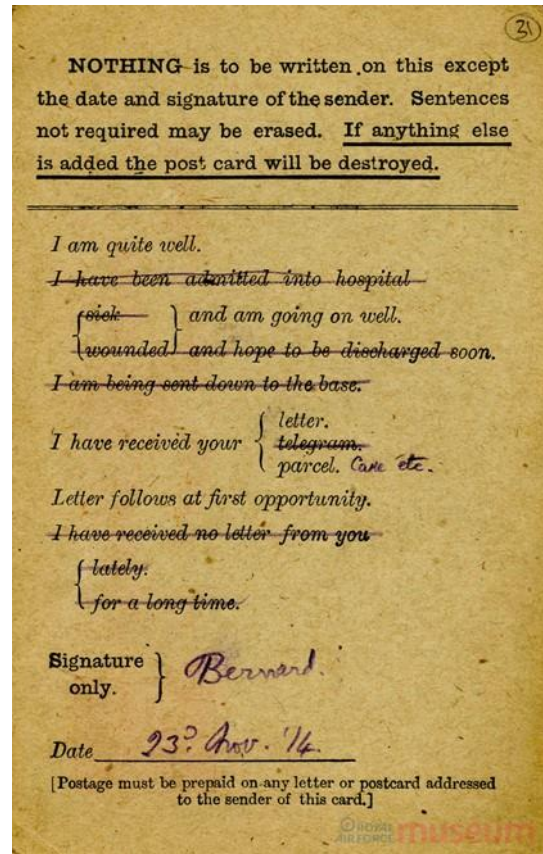 31
NOTHING is to be written on this except
the date and signature of the sender. Sentences
not required may be erased. If anything else
is added the post card will be destroyed.
I am quite well.
I have been admitted into hospital
sick and am going on well.
wounded and hope to be discharged soon.
I am being sent down to the base.
letter.
I have received your telegram.
parcel. Cake etc.
Letter follows at first opportunity.
I have received no letter from you
lately.
for a long time.
Signature Bernard.
only.
Date 23? Nov. '14.
[Postage must be prepaid on any letter or postcard addressed
to the sender of this card.]
© ROYAL AIR FORCE museum